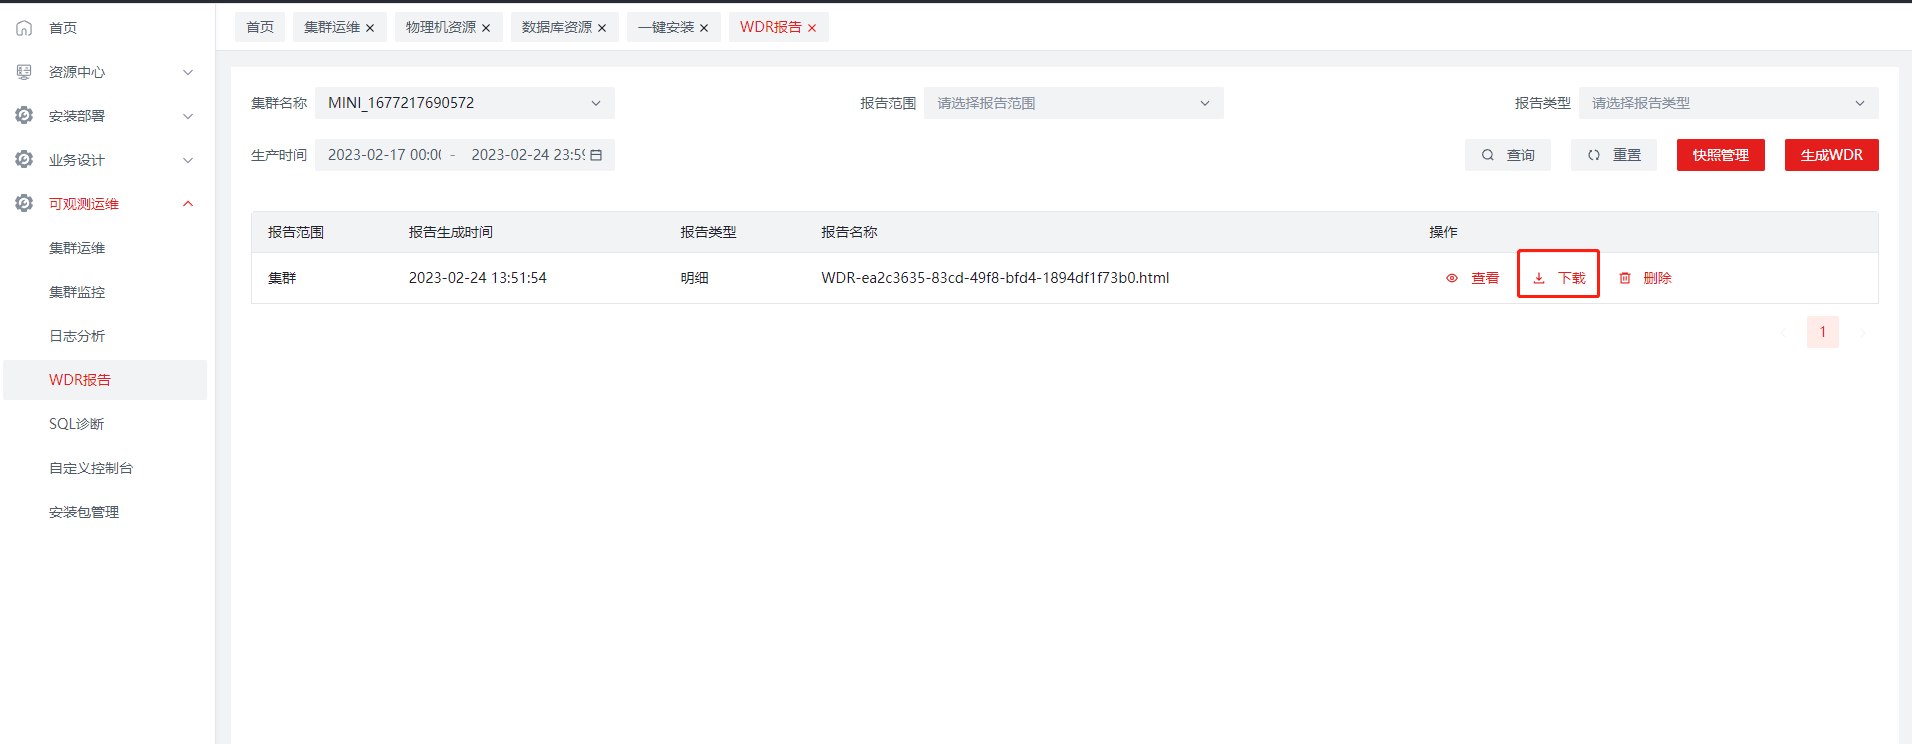 首页
资源中心
安装部署
业务设计
可观测运维
集群运维
集群监控
日志分析
WDR报告
SQL诊断
自定义控制台
安装包管理
首页 集群运维 物理机资源 数据库资源 一键安装 WDR报告
集群名称 MINI_1677217690572 报告范围 请选择报告范围 报告类型 请选择报告类型
生产时间 2023-02-17 00:00 - 2023-02-24 23:59 查询 重置 快照管理 生成WDR
报告范围 报告生成时间 报告类型 报告名称 操作
集群 2023-02-24 13:51:54 明细 WDR-ea2c3635-83cd-49f8-bfd4-1894df1f73b0.html 查看 下载 删除
1